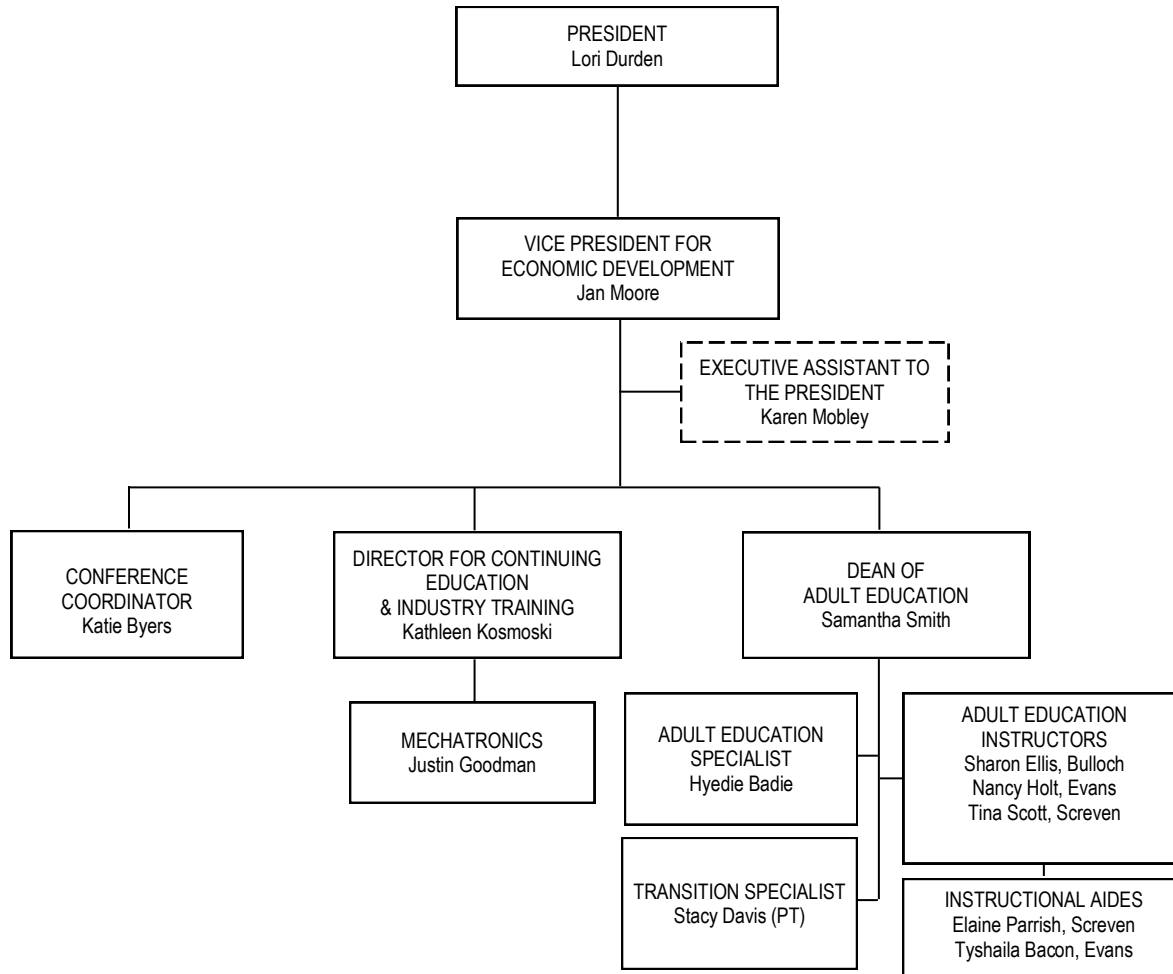 PRESIDENT
Lori Durden
VICE PRESIDENT FOR
ECONOMIC DEVELOPMENT
Jan Moore
EXECUTIVE ASSISTANT TO
THE PRESIDENT
Karen Mobley
CONFERENCE
COORDINATOR
Katie Byers
DIRECTOR FOR CONTINUING
EDUCATION
& INDUSTRY TRAINING
Kathleen Kosmoski
DEAN OF
ADULT EDUCATION
Samantha Smith
MECHATRONICS
Justin Goodman
ADULT EDUCATION
SPECIALIST
Hyedie Badie
ADULT EDUCATION
INSTRUCTORS
Sharon Ellis, Bulloch
Nancy Holt, Evans
Tina Scott, Screven
TRANSITION SPECIALIST
Stacy Davis (PT)
INSTRUCTIONAL AIDES
Elaine Parrish, Screven
Tyshaila Bacon, Evans